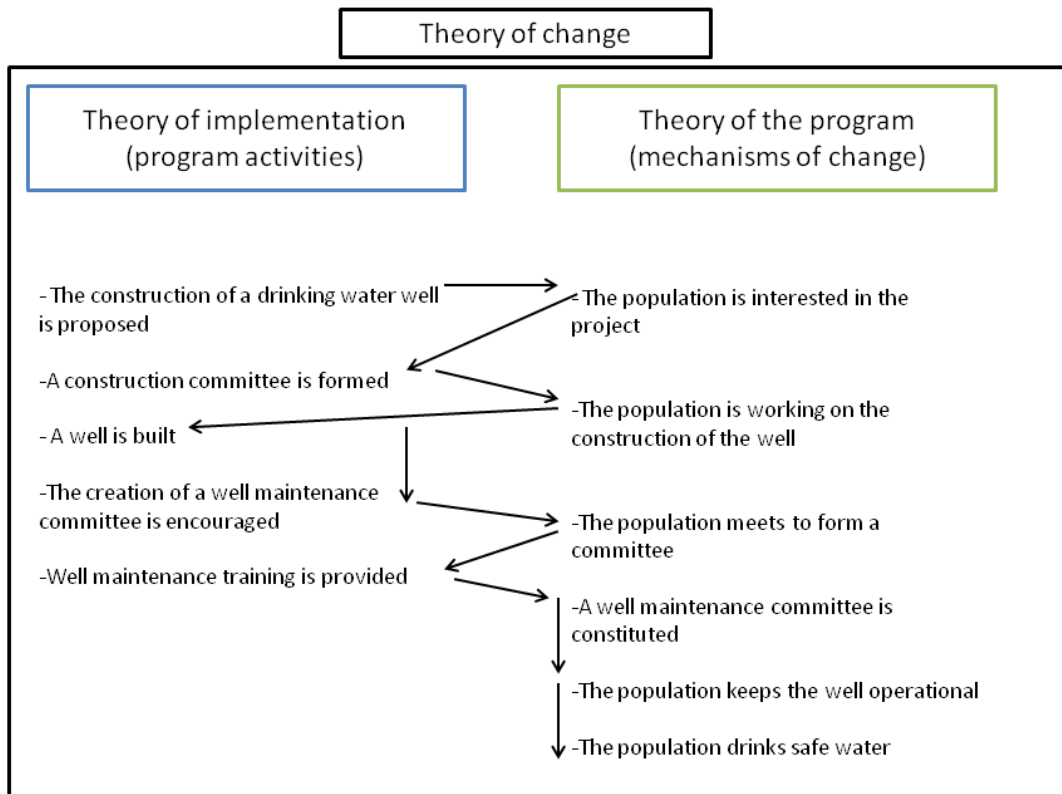 Theory of change
Theory of implementation
(program activities)
Theory of the program
(mechanisms of change)
- The construction of a drinking water well
is proposed
-A construction committee is formed
- A well is built
-The creation of a well maintenance
committee is encouraged
-Well maintenance training is provided
- The population is interested in the
project
-The population is working on the
construction of the well
-The population meets to form a
committee
-A well maintenance committee is
constituted
-The population keeps the well operational
-The population drinks safe water